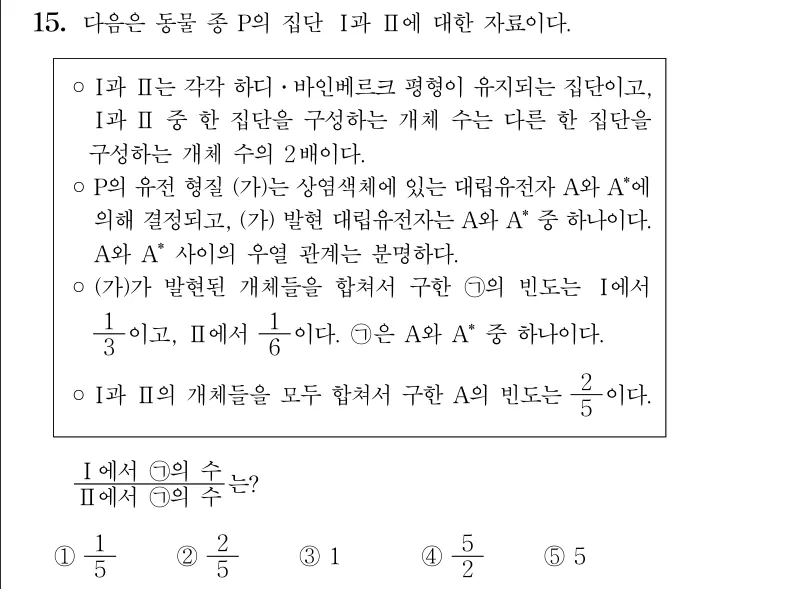 15. 다음은 동물 종 P의 집단 Ⅰ과 Ⅱ에 대한 자료이다.
○ Ⅰ과 Ⅱ는 각각 하디·바인베르크 평형이 유지되는 집단이고,
Ⅰ과 Ⅱ 중 한 집단을 구성하는 개체 수는 다른 한 집단을
구성하는 개체 수의 2배이다.
○ P의 유전 형질 (가)는 상염색체에 있는 대립유전자 A와 A*에
의해 결정되고, (가) 발현 대립유전자는 A와 A* 중 하나이다.
A와 A* 사이의 우열 관계는 분명하다.
○ (가)가 발현된 개체들을 합쳐서 구한 ㉠의 빈도는 Ⅰ에서
1/3이고, Ⅱ에서 1/6이다. ㉠은 A와 A* 중 하나이다.
○ Ⅰ과 Ⅱ의 개체들을 모두 합쳐서 구한 A의 빈도는 2/5이다.
Ⅰ에서 ㉠의 수
Ⅱ에서 ㉠의 수 는?
① 1/5 ② 2/5 ③ 1 ④ 5/2 ⑤ 5